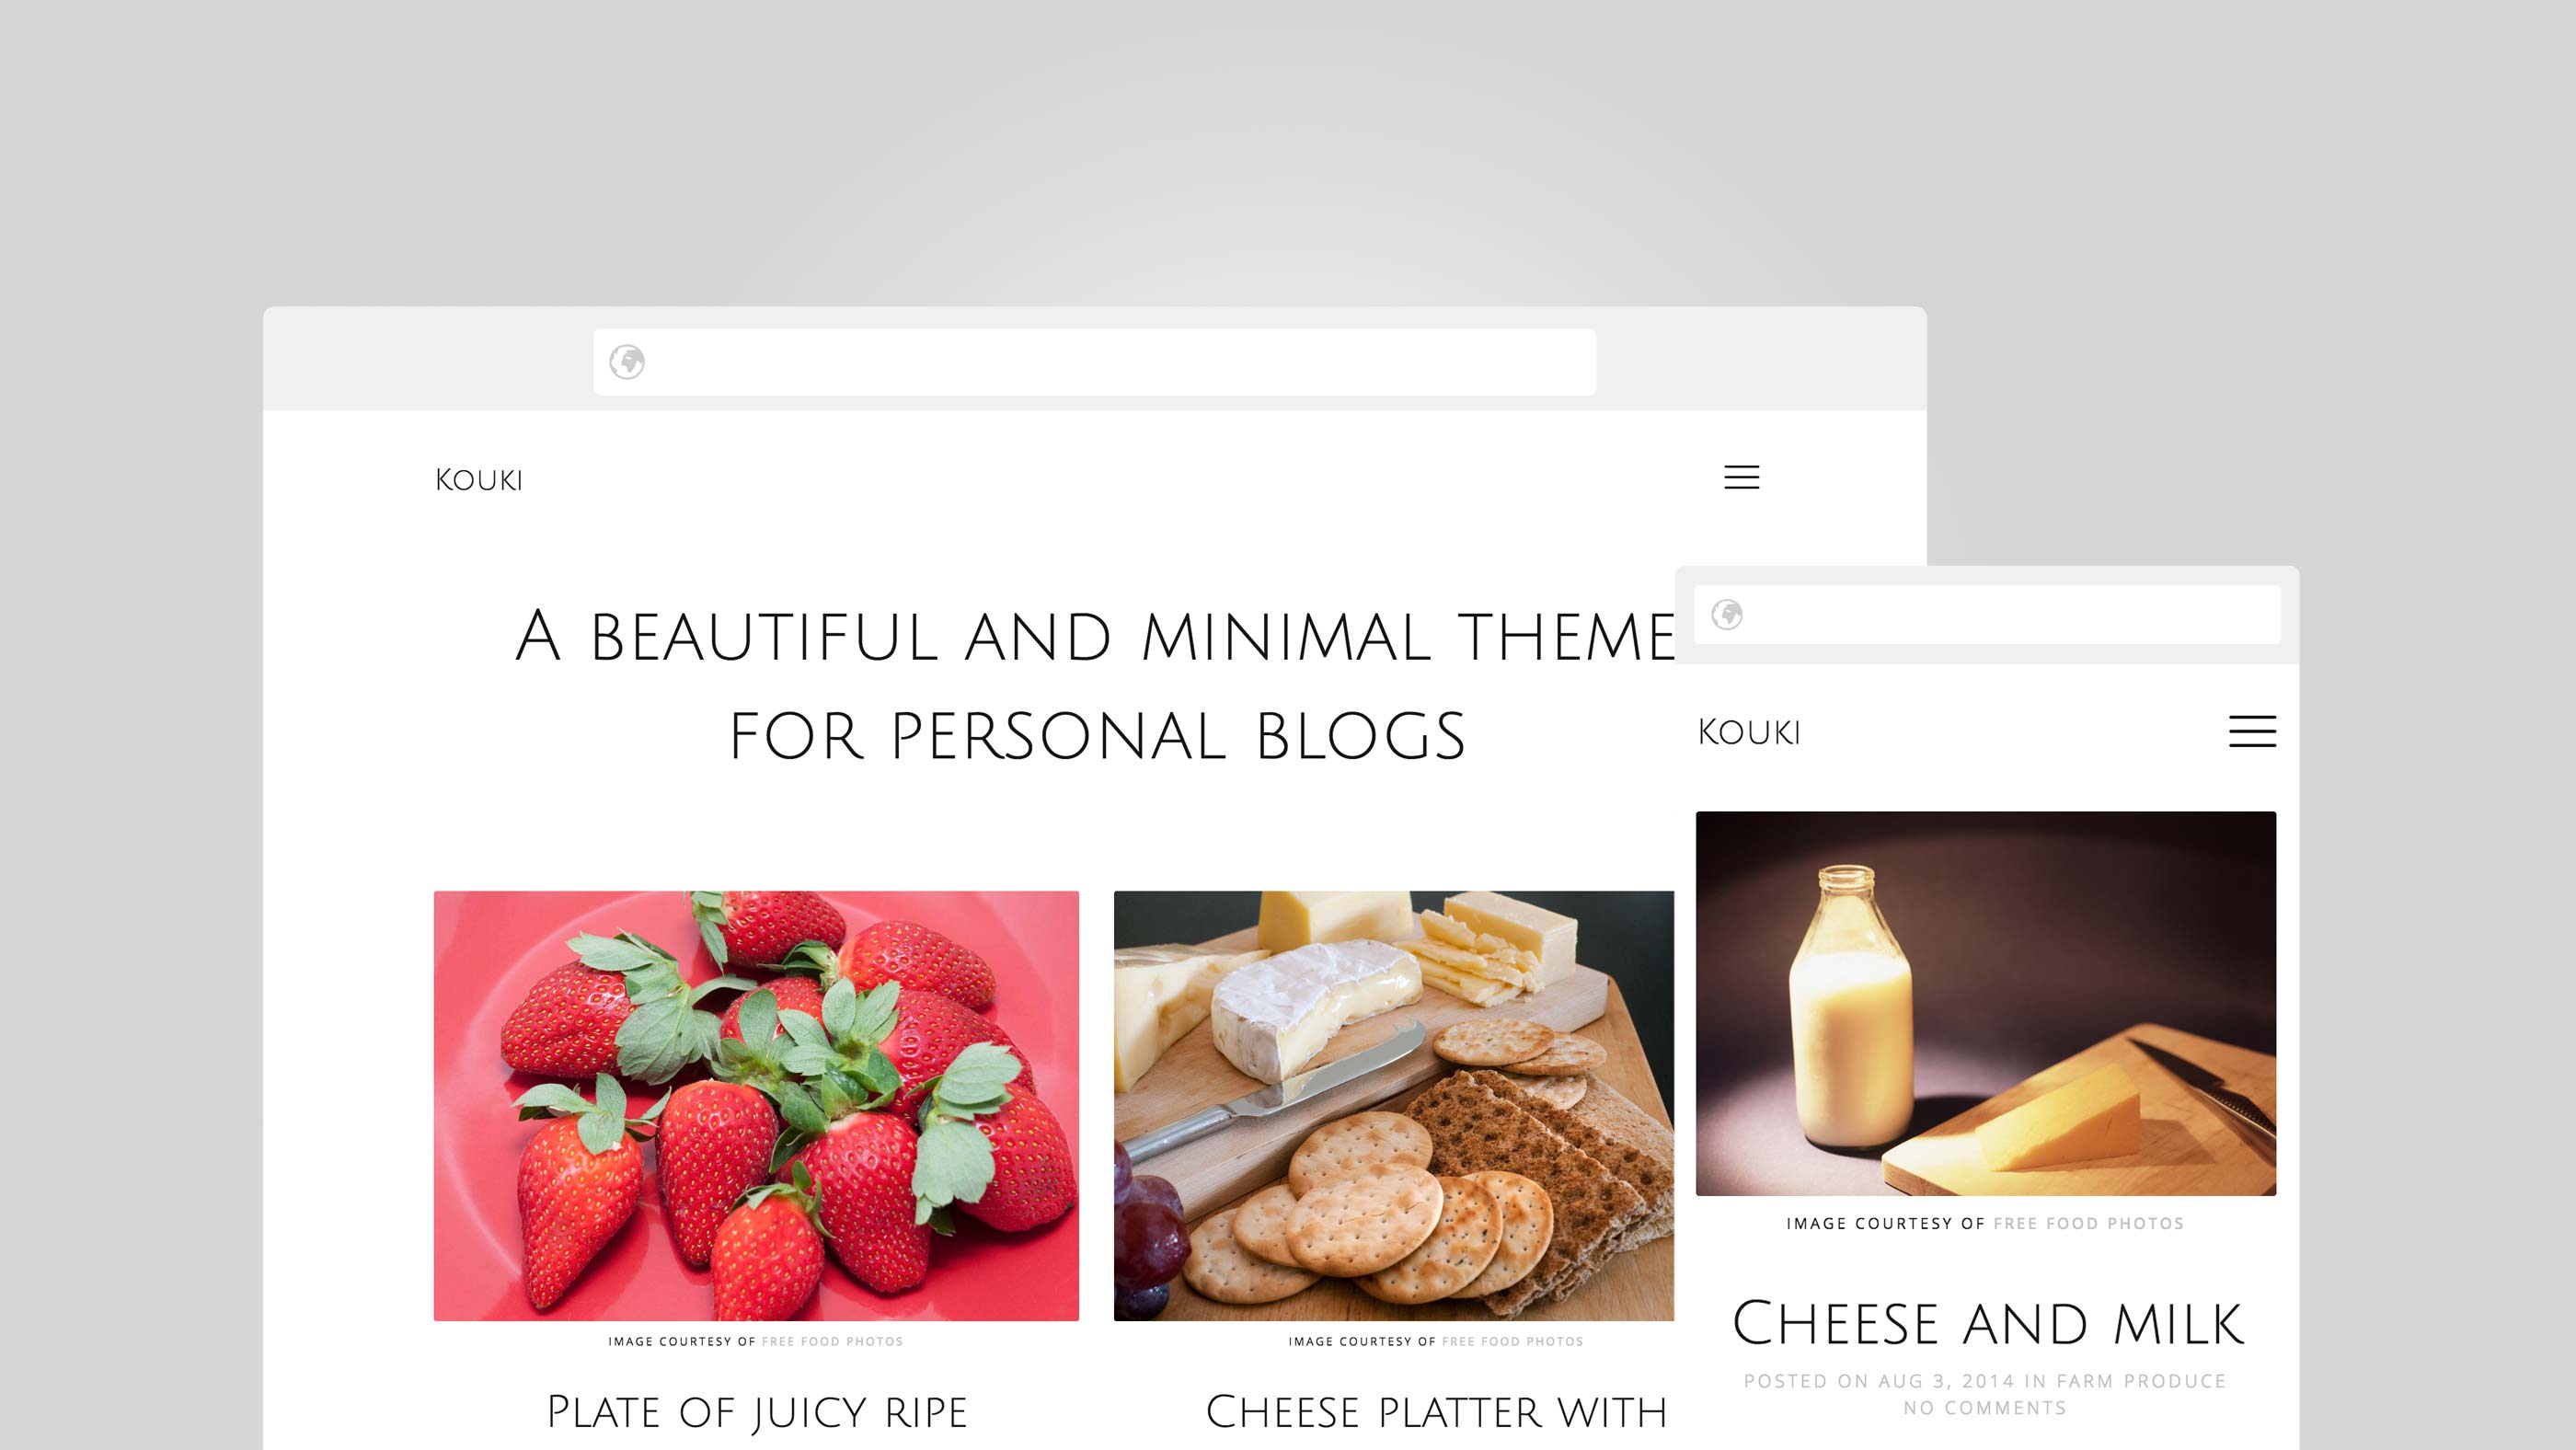 Kouki
A beautiful and minimal theme
for personal blogs
IMAGE COURTESY OF FREE FOOD PHOTOS
Plate of juicy ripe
IMAGE COURTESY OF FREE FOOD PHOTOS
Cheese platter with
Kouki
IMAGE COURTESY OF FREE FOOD PHOTOS
Cheese and milk
POSTED ON AUG 3, 2014 IN FARM PRODUCE
NO COMMENTS